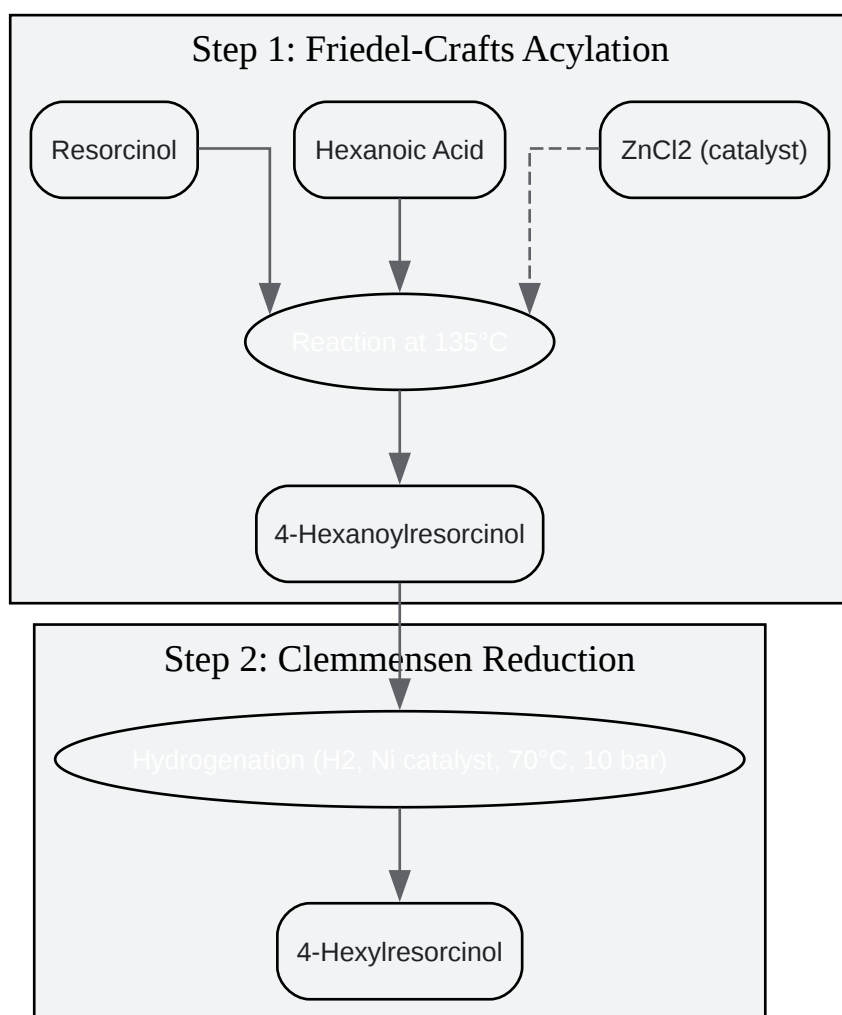 Step 1: Friedel-Crafts Acylation
Resorcinol
Hexanoic Acid
ZnCl2 (catalyst)
Reaction at 135°C
4-Hexanoylresorcinol
Step 2: Clemmensen Reduction
Hydrogenation (H2, Ni catalyst, 70°C, 10 bar)
4-Hexylresorcinol